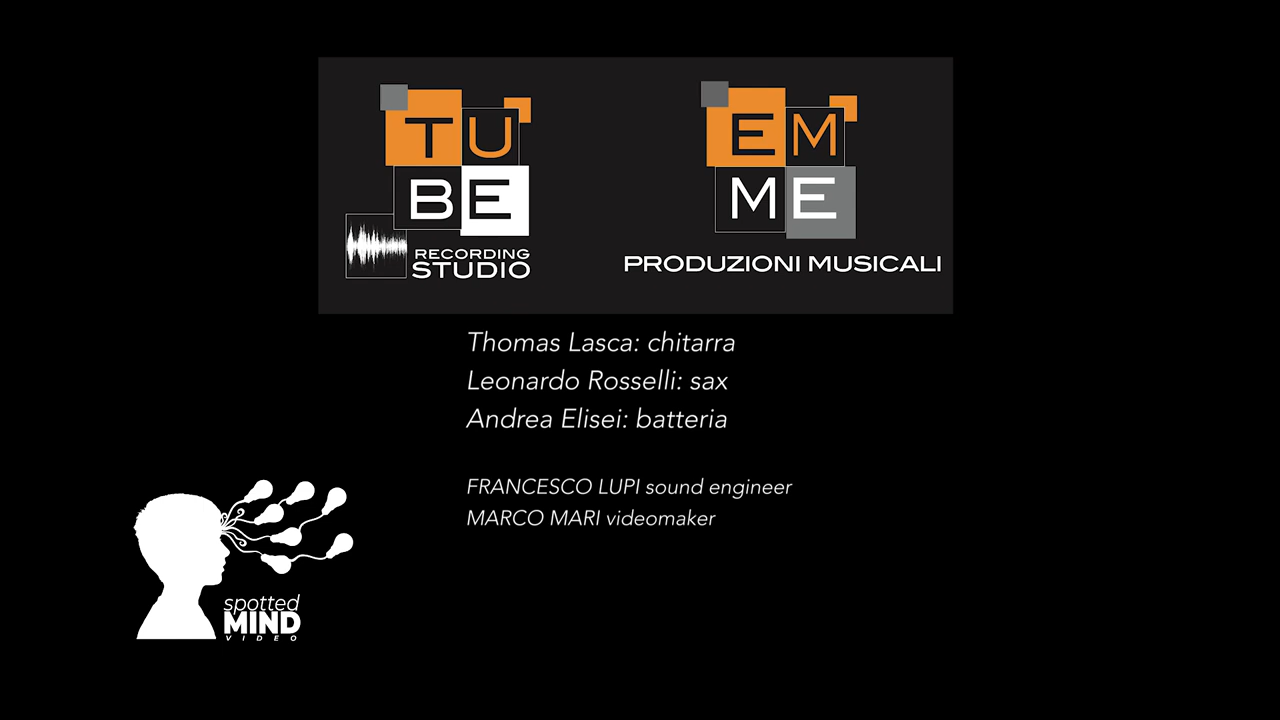 TU
BE
RECORDING
STUDIO
EM
ME
PRODUZIONI MUSICALI
Thomas Lasca: chitarra
Leonardo Rosselli: sax
Andrea Elisei: batteria
FRANCESCO LUPI sound engineer
MARCO MARI videomaker
spotted
MIND
VIDEO